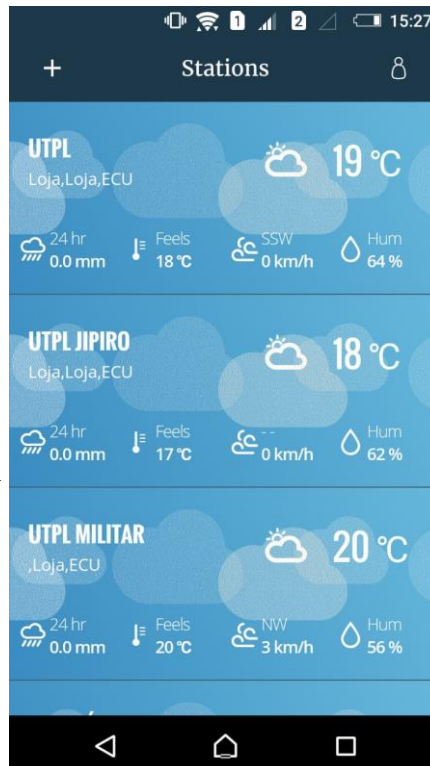 1 2 15:27
+ Stations
UTPL 19 °C
Loja,Loja,ECU
24 hr Feels SSW Hum
0.0 mm 18 °C 0 km/h 64 %
UTPL JIPIRO 18 °C
Loja,Loja,ECU
24 hr Feels -- Hum
0.0 mm 17 °C 0 km/h 62 %
UTPL MILITAR 20 °C
,Loja,ECU
24 hr Feels NW Hum
0.0 mm 20 °C 3 km/h 56 %